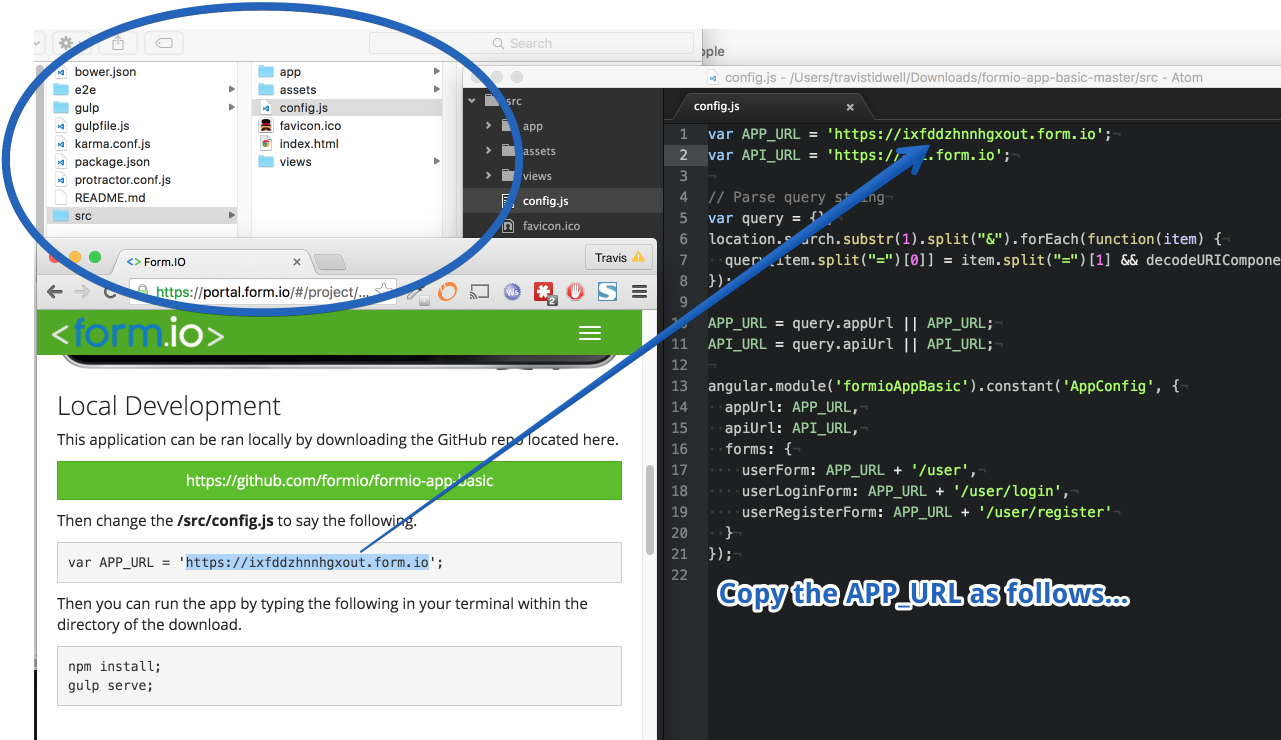 Search
bower.json
e2e
gulp
gulpfile.js
karma.conf.js
package.json
protractor.conf.js
README.md
src
app
assets
config.js
favicon.ico
index.html
views
ple
config.js - /Users/travistidwell/Downloads/formio-app-basic-master/src - Atom
src
app
assets
views
config.js
favicon.ico
config.js
1 var APP_URL = 'https://ixfddzhnnhgxout.form.io';¬
2 var API_URL = 'https:// .form.io';¬
3 ¬
4 // Parse query string¬
5 var query = {};¬
6 location.search.substr(1).split("&").forEach(function(item) {
7 query[item.split("=")[0]] = item.split("=")[1] && decodeURICompone
8 });¬
9 ¬
10 APP_URL = query.appUrl || APP_URL;¬
11 API_URL = query.apiUrl || API_URL;¬
12 ¬
13 angular.module('formioAppBasic').constant('AppConfig', {¬
14 appUrl: APP_URL,¬
15 apiUrl: API_URL,¬
16 forms: {¬
17 userForm: APP_URL + '/user',¬
18 userLoginForm: APP_URL + '/user/login',¬
19 userRegisterForm: APP_URL + '/user/register'¬
20 }¬
21 });¬
22
Copy the APP_URL as follows...
<> Form.IO
Travis
https://portal.form.io/#/project/...
Ws
2
S
<form.io>
Local Development
This application can be ran locally by downloading the GitHub repo located here.
https://github.com/formio/formio-app-basic
Then change the /src/config.js to say the following.
var APP_URL = 'https://ixfddzhnnhgxout.form.io';
Then you can run the app by typing the following in your terminal within the
directory of the download.
npm install;
gulp serve;